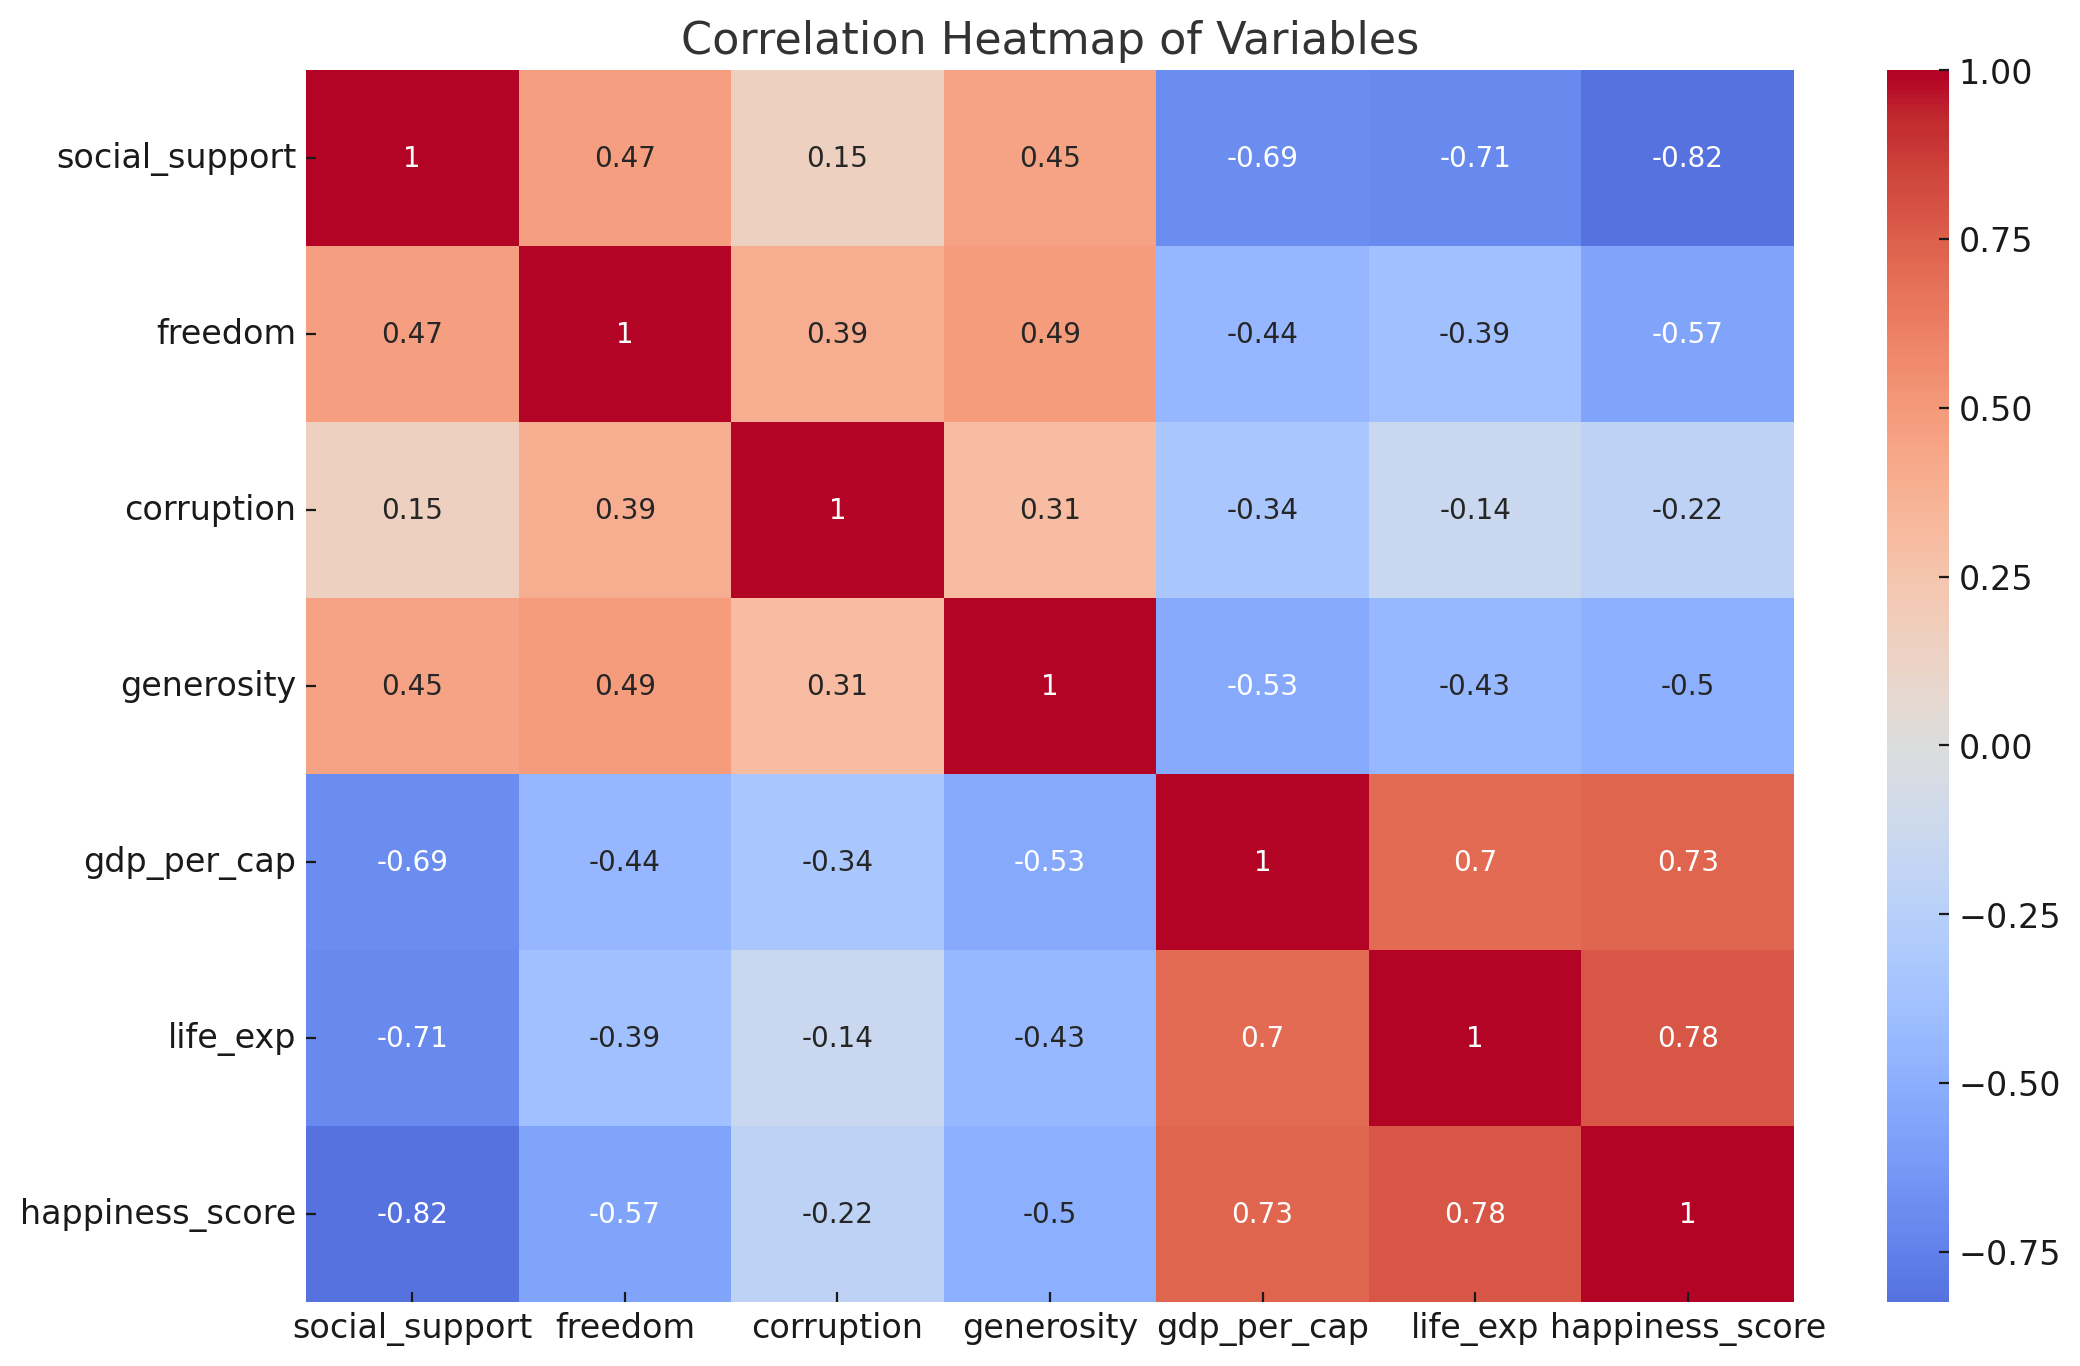 Correlation Heatmap of Variables
social_support 1 0.47 0.15 0.45 -0.69 -0.71 -0.82
freedom 0.47 1 0.39 0.49 -0.44 -0.39 -0.57
corruption 0.15 0.39 1 0.31 -0.34 -0.14 -0.22
generosity 0.45 0.49 0.31 1 -0.53 -0.43 -0.5
gdp_per_cap -0.69 -0.44 -0.34 -0.53 1 0.7 0.73
life_exp -0.71 -0.39 -0.14 -0.43 0.7 1 0.78
happiness_score -0.82 -0.57 -0.22 -0.5 0.73 0.78 1
social_support freedom corruption generosity gdp_per_cap life_exp happiness_score
1.00
0.75
0.50
0.25
0.00
−0.25
−0.50
−0.75